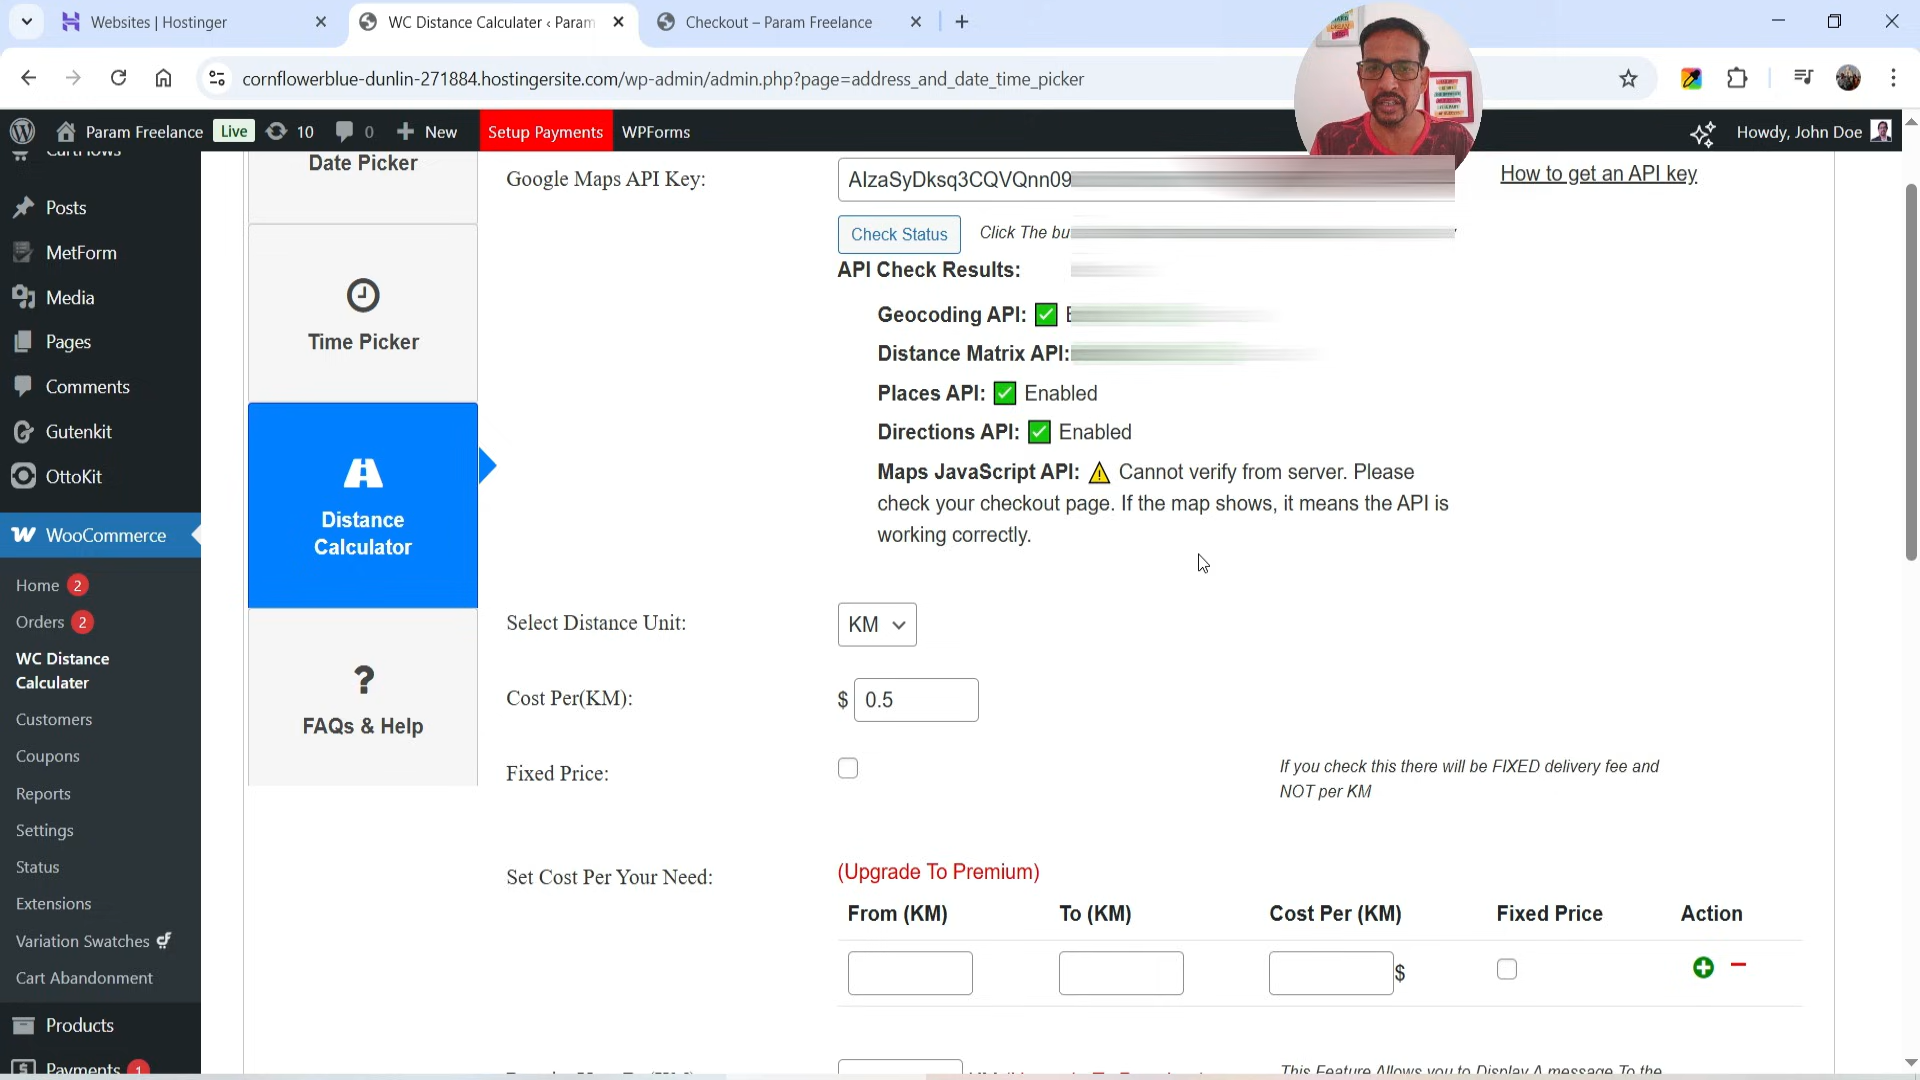 Websites | Hostinger
WC Distance Calculater ‹ Param
Checkout – Param Freelance
cornflowerblue-dunlin-271884.hostingersite.com/wp-admin/admin.php?page=address_and_date_time_picker
Param Freelance
Live
10
0
New
Setup Payments
WPForms
Howdy, John Doe
CartFlows
Posts
MetForm
Media
Pages
Comments
Gutenkit
OttoKit
WooCommerce
Home 2
Orders 2
WC Distance
Calculater
Customers
Coupons
Reports
Settings
Status
Extensions
Variation Swatches
Cart Abandonment
Products
Payments 1
Date Picker
Time Picker
Distance
Calculator
FAQs & Help
Google Maps API Key:
AIzaSyDksq3CQVQnn09
How to get an API key
Check Status
Click The
API Check Results:
Geocoding API: ✅
Distance Matrix API:
Places API: ✅ Enabled
Directions API: ✅ Enabled
Maps JavaScript API: ⚠ Cannot verify from server. Please
check your checkout page. If the map shows, it means the API is
working correctly.
Select Distance Unit:
KM
Cost Per(KM):
$ 0.5
Fixed Price:
If you check this there will be FIXED delivery fee and
NOT per KM
Set Cost Per Your Need:
(Upgrade To Premium)
From (KM)
To (KM)
Cost Per (KM)
Fixed Price
Action
$
This Feature Allows you to Display A message To the